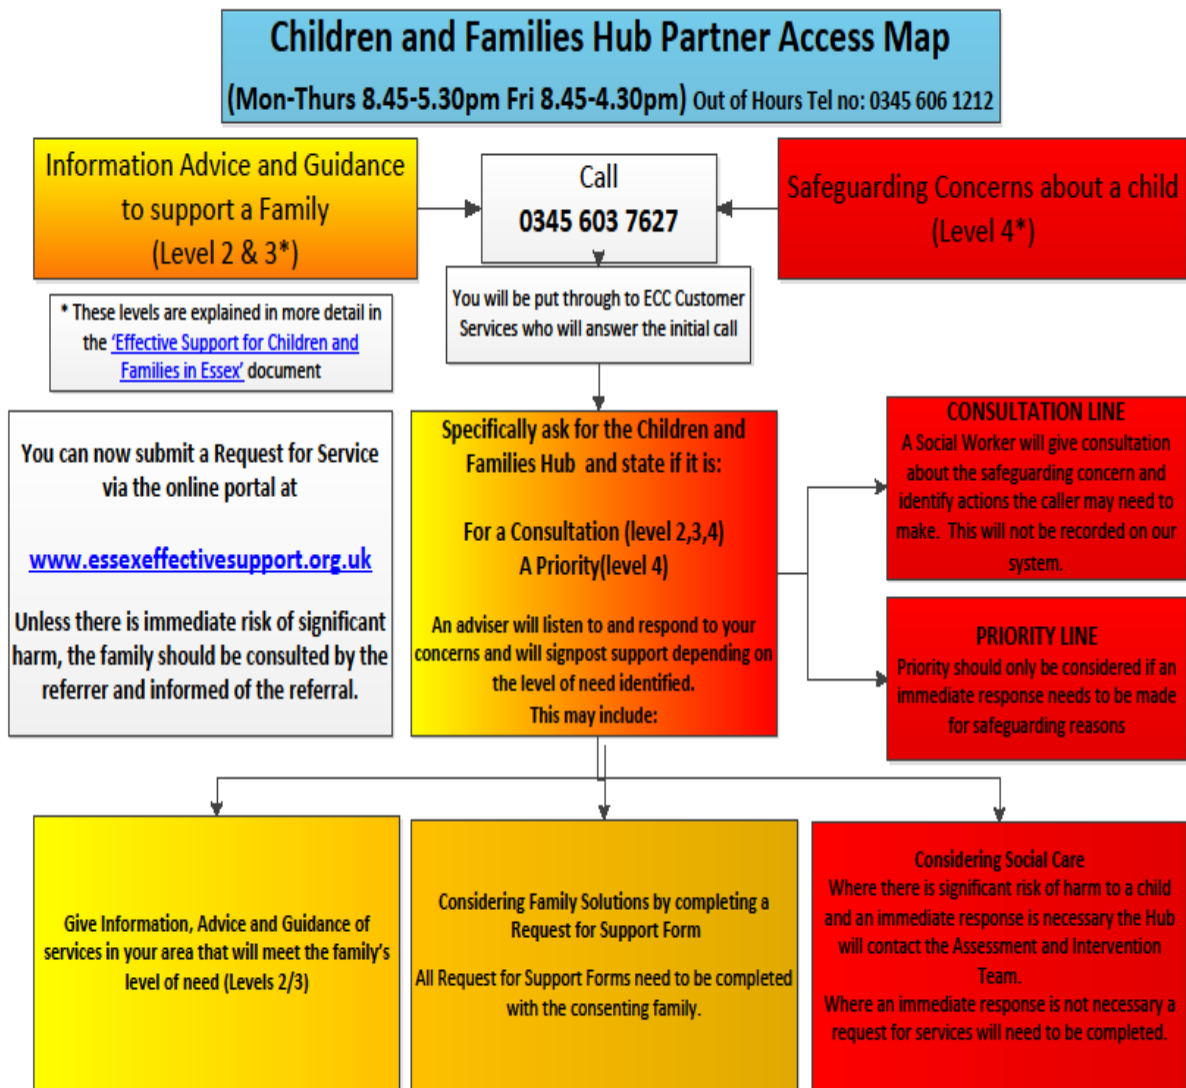 Children and Families Hub Partner Access Map
(Mon-Thurs 8.45-5.30pm Fri 8.45-4.30pm) Out of Hours Tel no: 0345 606 1212
Information Advice and Guidance
to support a Family
(Level 2 & 3*)
Call
0345 603 7627
Safeguarding Concerns about a child
(Level 4*)
* These levels are explained in more detail in
the 'Effective Support for Children and
Families in Essex' document
You will be put through to ECC Customer
Services who will answer the initial call
You can now submit a Request for Service
via the online portal at
www.essexeffectivesupport.org.uk
Unless there is immediate risk of significant
harm, the family should be consulted by the
referrer and informed of the referral.
Specifically ask for the Children and
Families Hub and state if it is:
For a Consultation (level 2,3,4)
A Priority(level 4)
An adviser will listen to and respond to your
concerns and will signpost support depending on
the level of need identified.
This may include:
CONSULTATION LINE
A Social Worker will give consultation
about the safeguarding concern and
identify actions the caller may need to
make. This will not be recorded on our
system.
PRIORITY LINE
Priority should only be considered if an
immediate response needs to be made
for safeguarding reasons
Give Information, Advice and Guidance of
services in your area that will meet the family's
level of need (Levels 2/3)
Considering Family Solutions by completing a
Request for Support Form
All Request for Support Forms need to be completed
with the consenting family.
Considering Social Care
Where there is significant risk of harm to a child
and an immediate response is necessary the Hub
will contact the Assessment and Intervention
Team.
Where an immediate response is not necessary a
request for services will need to be completed.